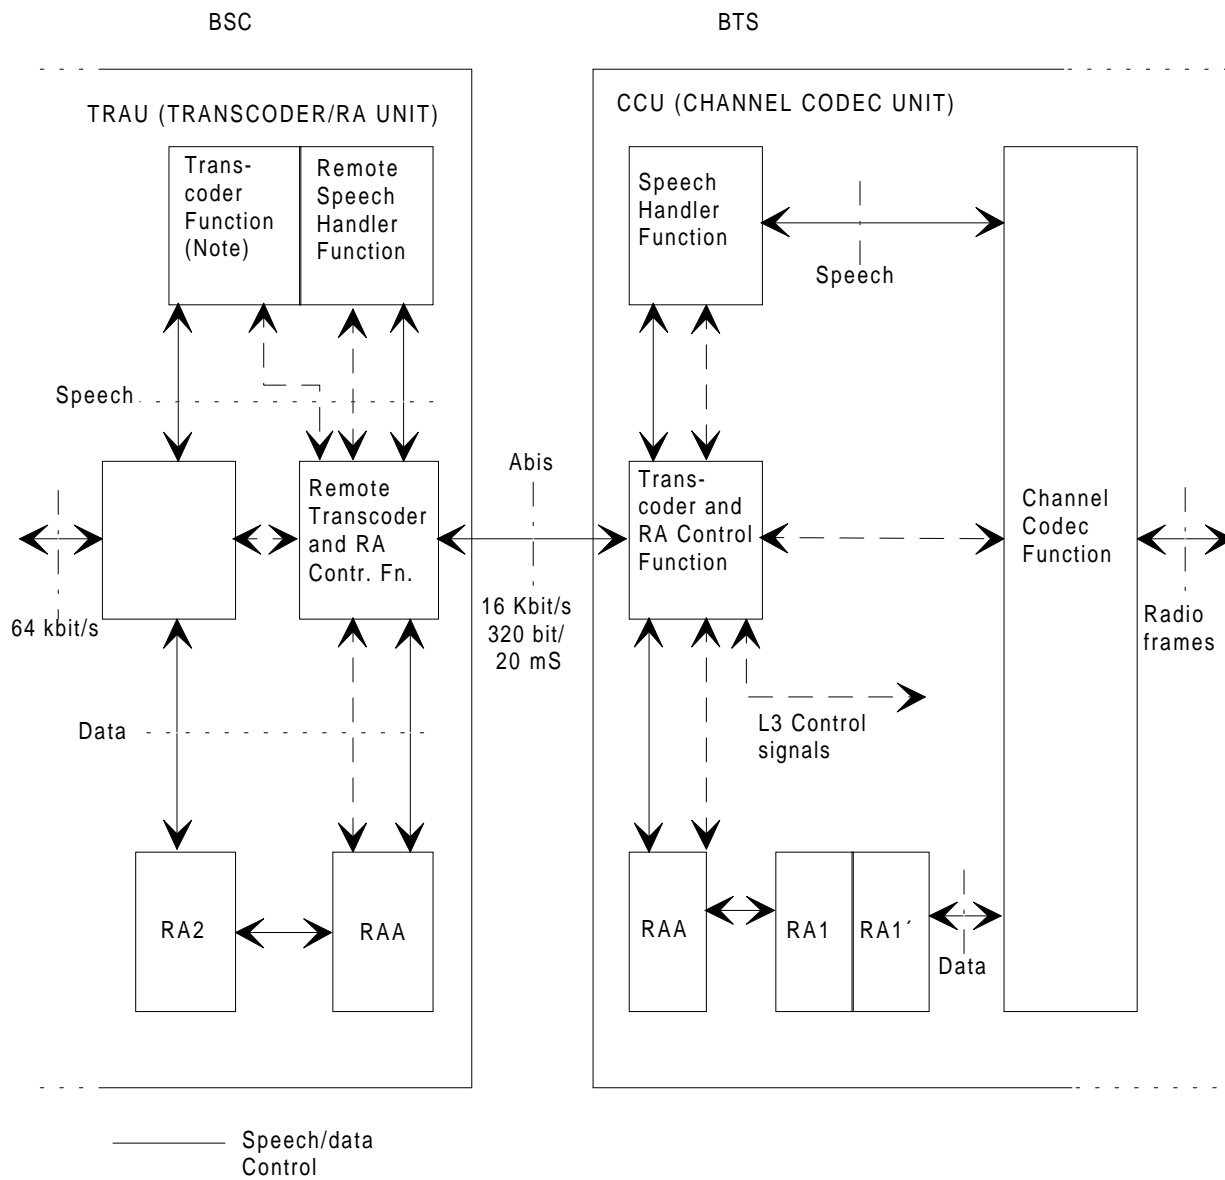 BSC
BTS
TRAU (TRANSCODER/RA UNIT)
CCU (CHANNEL CODEC UNIT)
Trans-
coder
Function
(Note)
Remote
Speech
Handler
Function
Speech
Handler
Function
Speech
Speech
Abis
Remote
Transcoder
and RA
Contr. Fn.
Trans-
coder and
RA Control
Function
Channel
Codec
Function
64 kbit/s
16 Kbit/s
320 bit/
20 mS
Radio
frames
Data
L3 Control
signals
RA2
RAA
RAA
RA1
RA1´
Data
Speech/data
Control